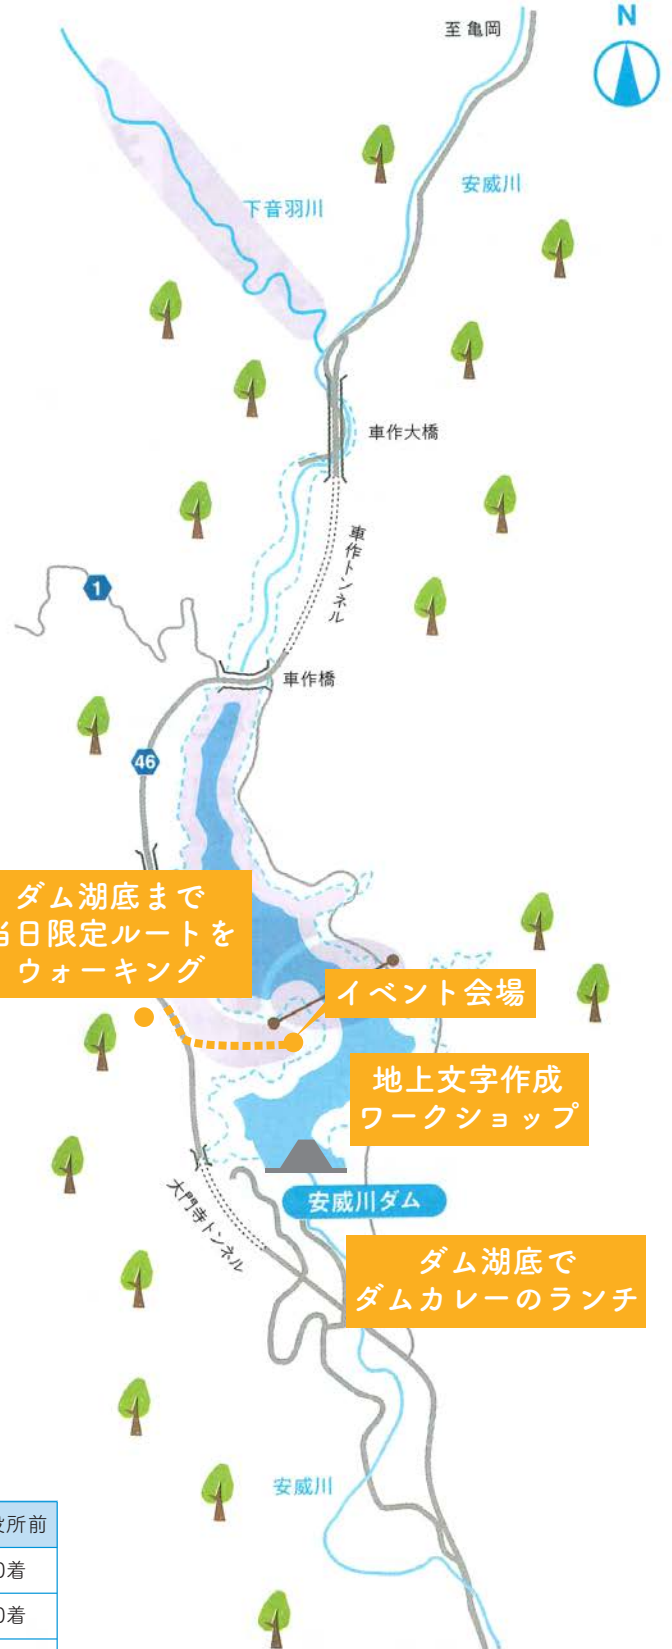 N
至 亀岡
安威川
下音羽川
車作大橋
車作トンネル
1
車作橋
46
ダム湖底まで
当日限定ルートを
ウォーキング
イベント会場
地上文字作成
ワークショップ
大門寺トンネル
安威川ダム
ダム湖底で
ダムカレーのランチ
安威川
役所前
0着
0着